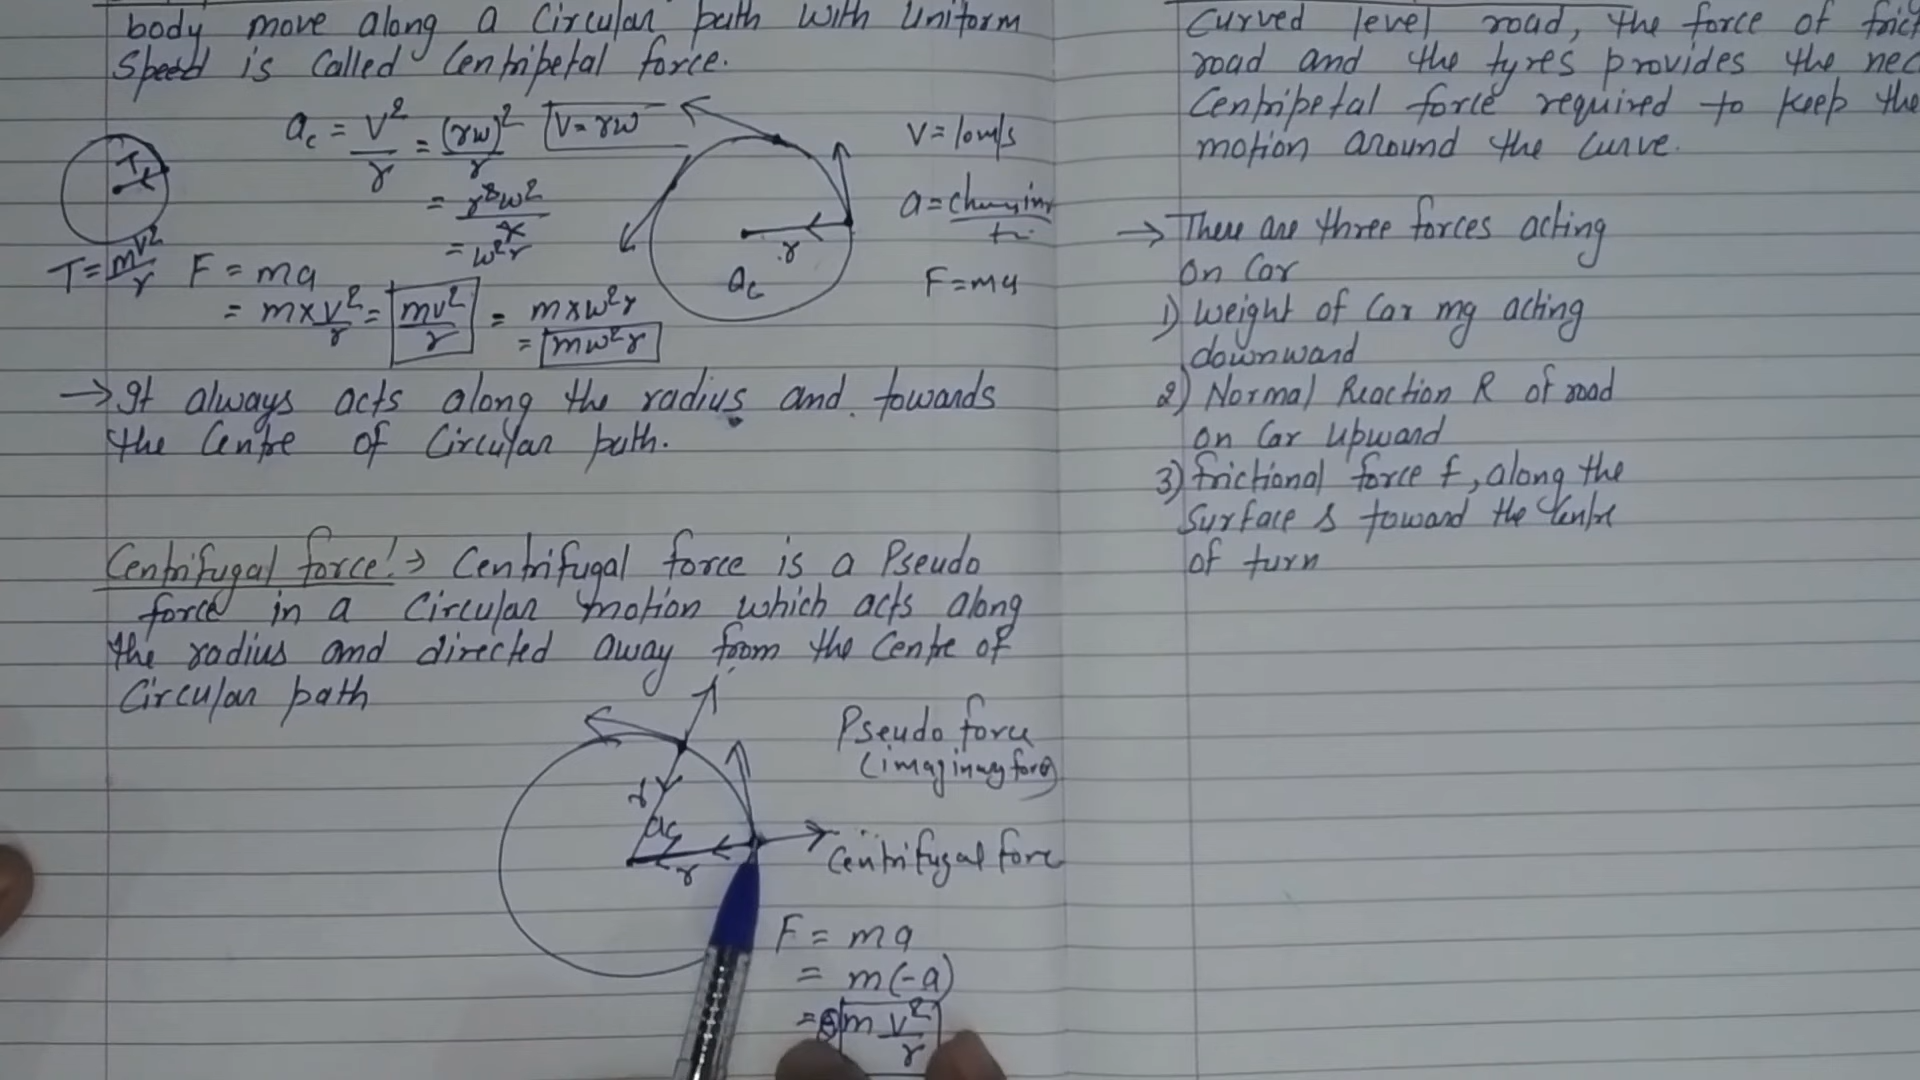 body move along a Circular path with Uniform
Speed is Called Centripetal force.
a_c = v²/r = (rω)²/r V = rω
= r²ω²/r
= ω²r
T
T = mv²/r
F = ma
= m×v²/r = mv²/r = m×ω²r
= mω²r
r
a_c
V = 10m/s
a =
F = ma
→ It always acts along the radius and towards
the Centre of Circular path.
Centrifugal force :→ Centrifugal force is a Pseudo
force in a Circular motion which acts along
the radius and directed away from the Centre of
Circular path
Pseudo force
(imaginary force)
r
a_c
r
Centrifugal force
F = ma
= m(-a)
= m v²/r
Curved level road, the force of
road and the tyres provides the
Centripetal force required to keep the
motion around the Curve.
→ There are three forces acting
on Car
1) Weight of Car mg acting
downward
2) Normal Reaction R of road
on Car Upward
3) frictional force f, along the
Surface & toward the Centre
of turn